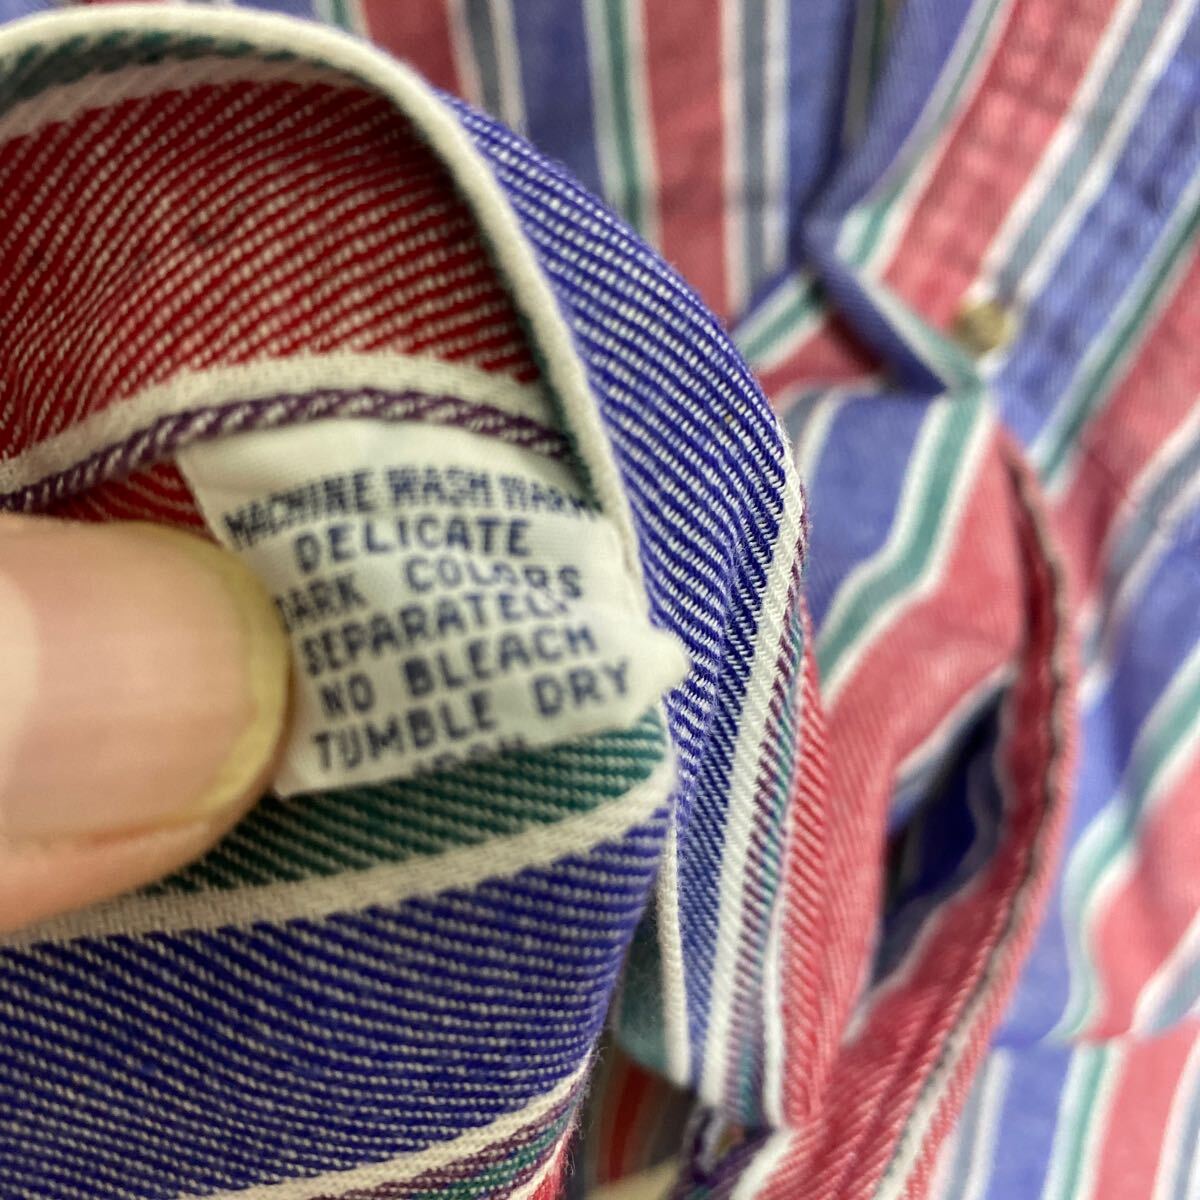 MACHINE WASH WARM
DELICATE
DARK COLORS
SEPARATELY
NO BLEACH
TUMBLE DRY